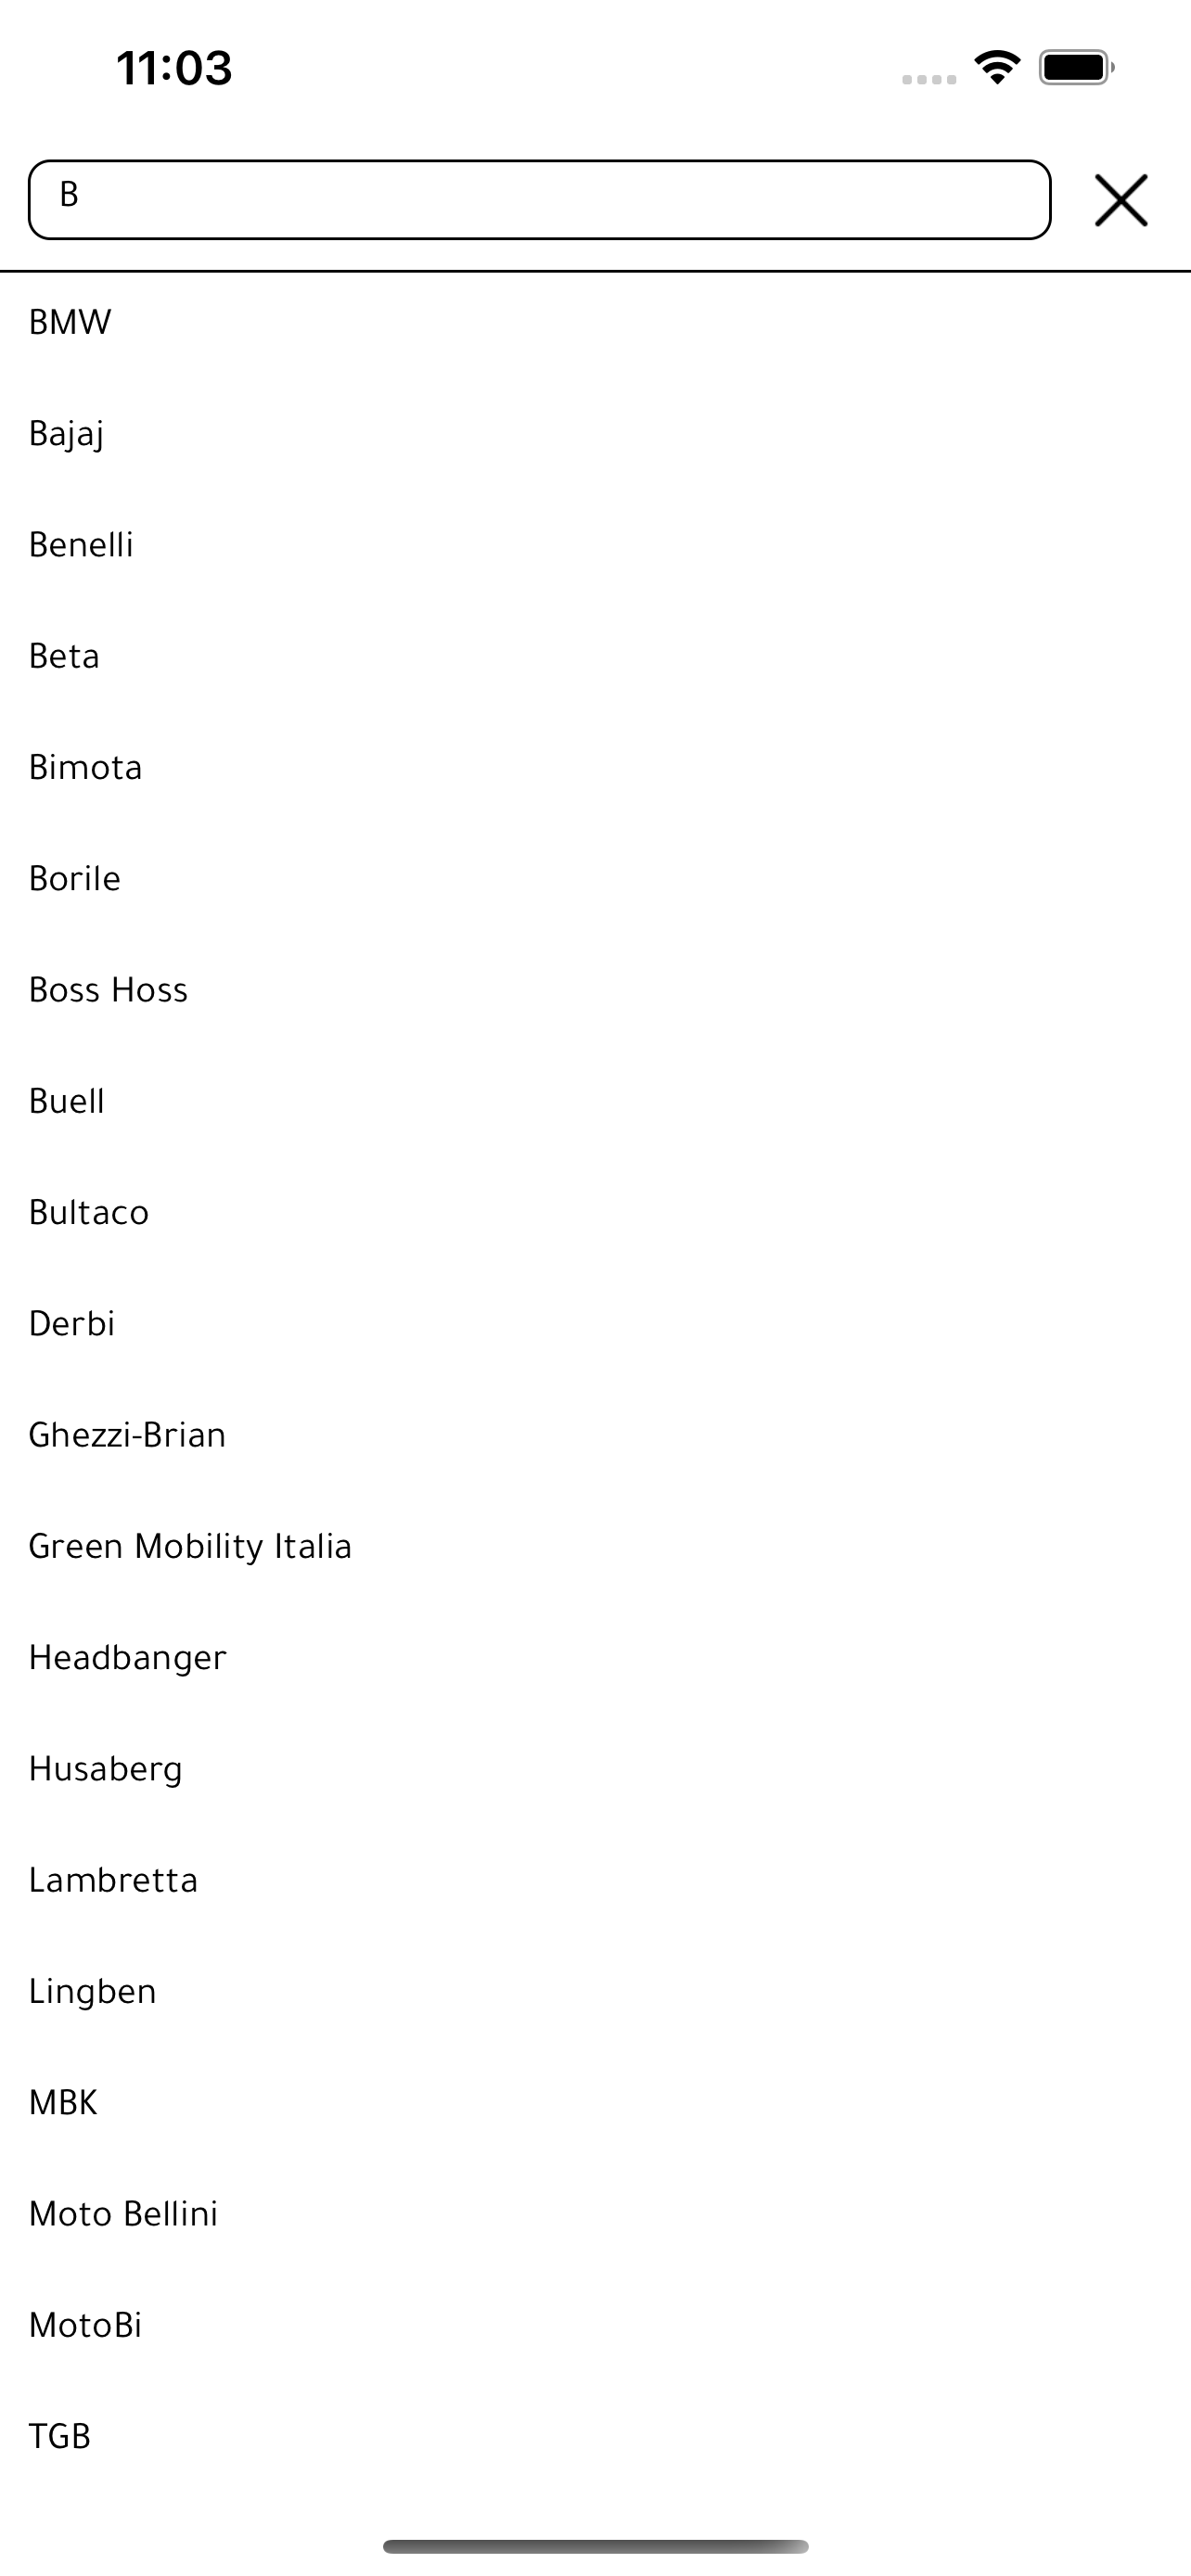 11:03
B
BMW
Bajaj
Benelli
Beta
Bimota
Borile
Boss Hoss
Buell
Bultaco
Derbi
Ghezzi-Brian
Green Mobility Italia
Headbanger
Husaberg
Lambretta
Lingben
MBK
Moto Bellini
MotoBi
TGB